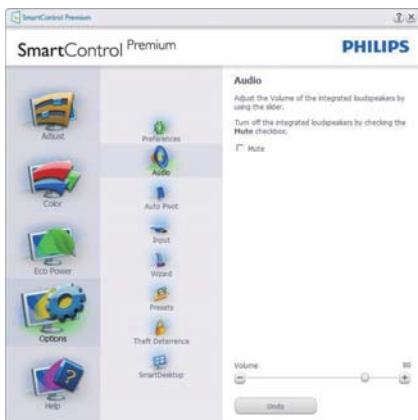 SmartControl Premium
SmartControl Premium
PHILIPS
Adjust
Color
Eco Power
Options
Help
Preferences
Audio
Auto Pivot
Input
Wizard
Presets
Theft Deterrence
SmartDesktop
Audio
Adjust the Volume of the integrated loudspeakers by
using the slider.
Turn off the integrated loudspeakers by checking the
Mute checkbox.
Mute
Volume 80
Undo